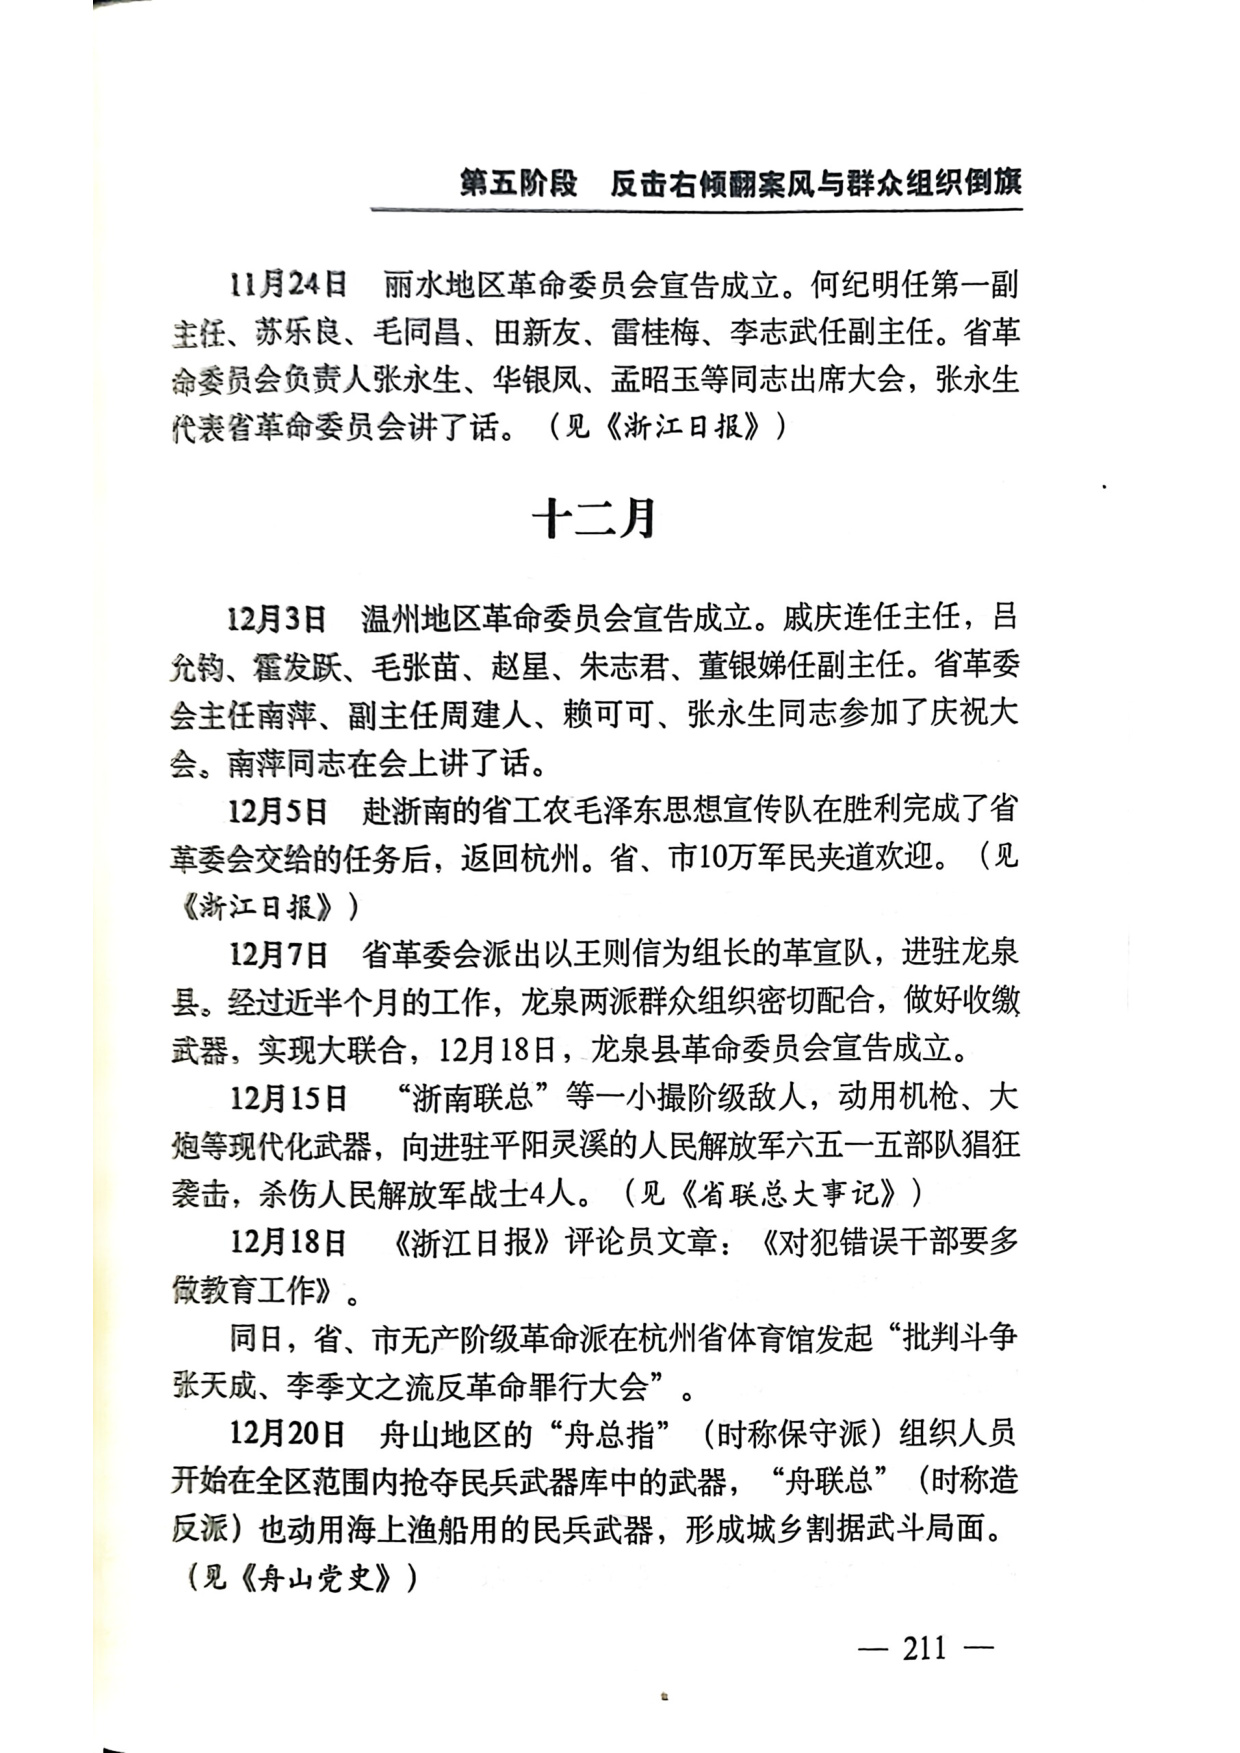 第五阶段 反击右倾翻案风与群众组织倒旗
11月24日 丽水地区革命委员会宣告成立。何纪明任第一副
主任、苏乐良、毛同昌、田新友、雷桂梅、李志武任副主任。省革
命委员会负责人张永生、华银凤、孟昭玉等同志出席大会，张永生
代表省革命委员会讲了话。（见《浙江日报》）
十二月
12月3日 温州地区革命委员会宣告成立。戚庆连任主任，吕
允钧、霍发跃、毛张苗、赵星、朱志君、董银娣任副主任。省革委
会主任南萍、副主任周建人、赖可可、张永生同志参加了庆祝大
会。南萍同志在会上讲了话。
12月5日 赴浙南的省工农毛泽东思想宣传队在胜利完成了省
革委会交给的任务后，返回杭州。省、市10万军民夹道欢迎。（见
《浙江日报》）
12月7日 省革委会派出以王则信为组长的革宣队，进驻龙泉
县。经过近半个月的工作，龙泉两派群众组织密切配合，做好收缴
武器，实现大联合，12月18日，龙泉县革命委员会宣告成立。
12月15日 “浙南联总”等一小撮阶级敌人，动用机枪、大
炮等现代化武器，向进驻平阳灵溪的人民解放军六五一五部队猖狂
袭击，杀伤人民解放军战士4人。（见《省联总大事记》）
12月18日 《浙江日报》评论员文章：《对犯错误干部要多
做教育工作》。
同日，省、市无产阶级革命派在杭州省体育馆发起“批判斗争
张天成、李季文之流反革命罪行大会”。
12月20日 舟山地区的“舟总指”（时称保守派）组织人员
开始在全区范围内抢夺民兵武器库中的武器，“舟联总”（时称造
反派）也动用海上渔船用的民兵武器，形成城乡割据武斗局面。
（见《舟山党史》）
— 211 —